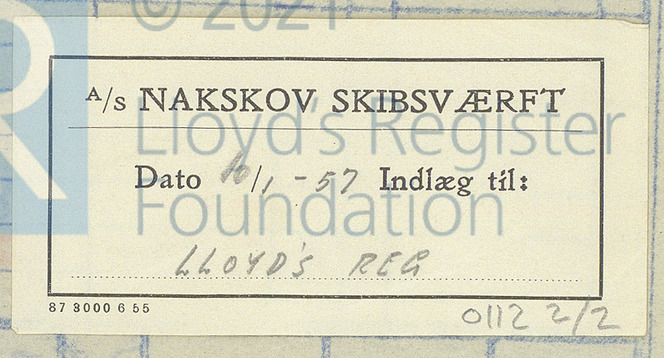 © 2021
A/S NAKSKOV SKIBSVÆRFT
Lloyd's Register
Dato 10/1-57 Indlæg til:
Foundation
LLOYD'S REG
87 8000 6 55
0112 2/2